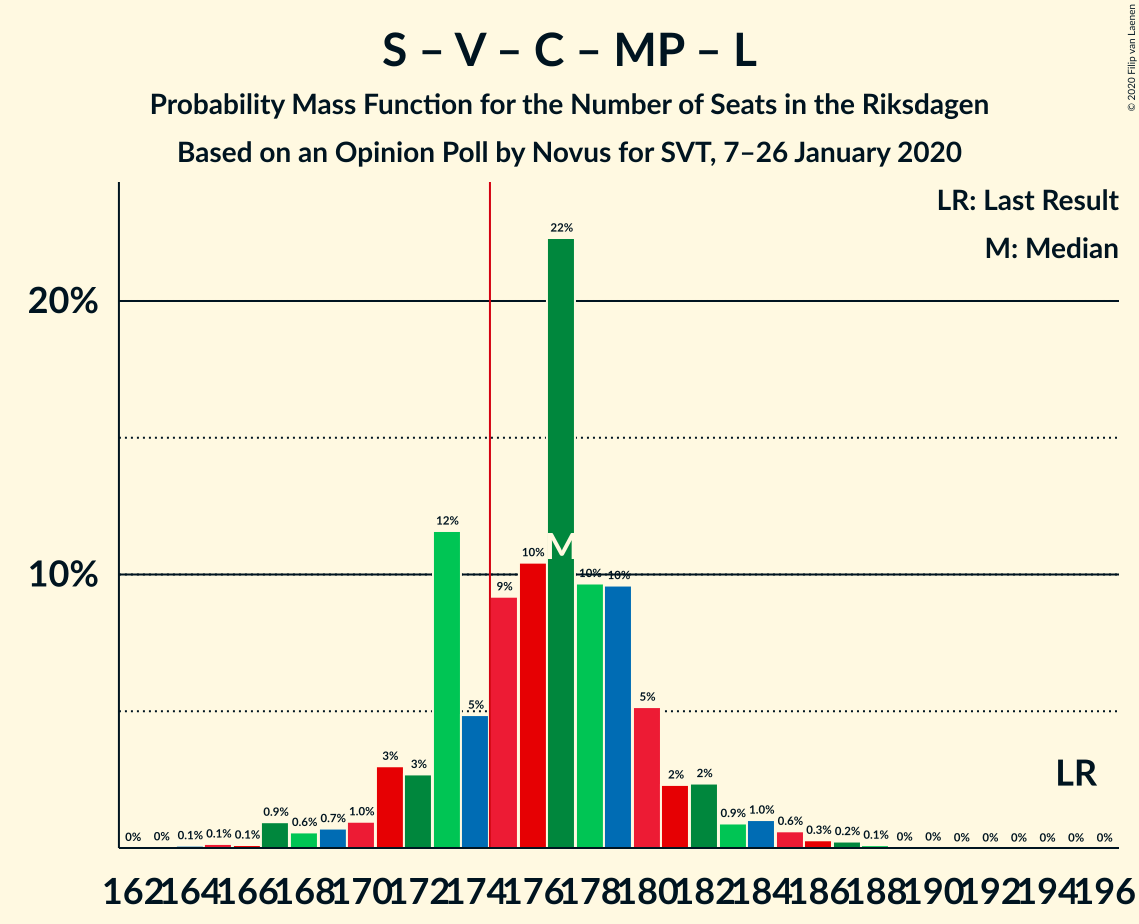 S – V – C – MP – L
Probability Mass Function for the Number of Seats in the Riksdagen
Based on an Opinion Poll by Novus for SVT, 7–26 January 2020
© 2020 Filip van Laenen
LR: Last Result
M: Median
20%
10%
0% 0% 0.1% 0.1% 0.1% 0.9% 0.6% 0.7% 1.0% 3% 3% 12% 5% 9% 10% 22% 10% 10% 5% 2% 2% 0.9% 1.0% 0.6% 0.3% 0.2% 0.1% 0% 0% 0% 0% 0% 0% 0% 0%
M
LR
162 164 166 168 170 172 174 176 178 180 182 184 186 188 190 192 194 196